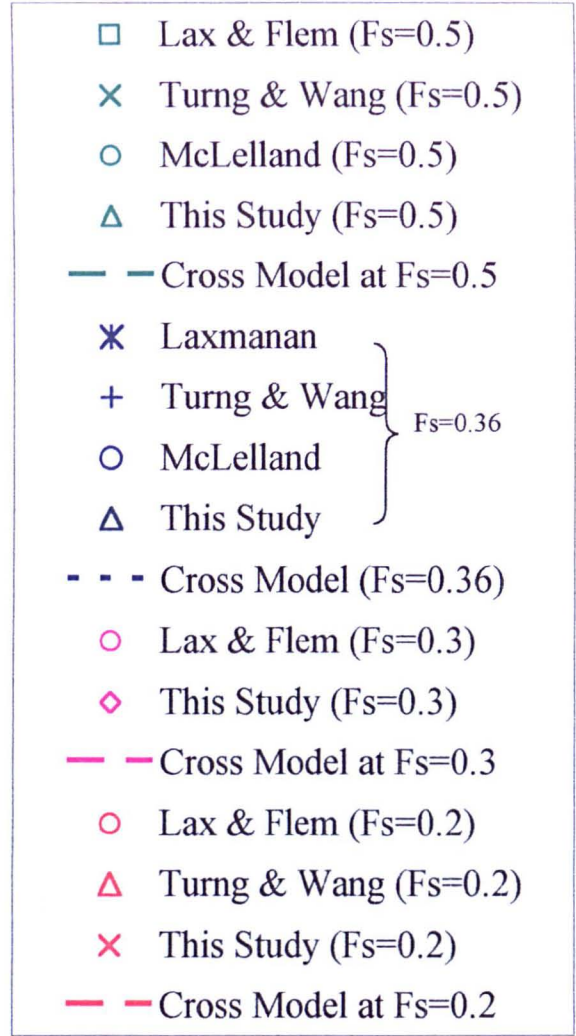 Lax & Flem (Fs=0.5)
Turng & Wang (Fs=0.5)
McLelland (Fs=0.5)
This Study (Fs=0.5)
Cross Model at Fs=0.5
Laxmanan
Turng & Wang
Fs=0.36
McLelland
This Study
Cross Model (Fs=0.36)
Lax & Flem (Fs=0.3)
This Study (Fs=0.3)
Cross Model at Fs=0.3
Lax & Flem (Fs=0.2)
Turng & Wang (Fs=0.2)
This Study (Fs=0.2)
Cross Model at Fs=0.2